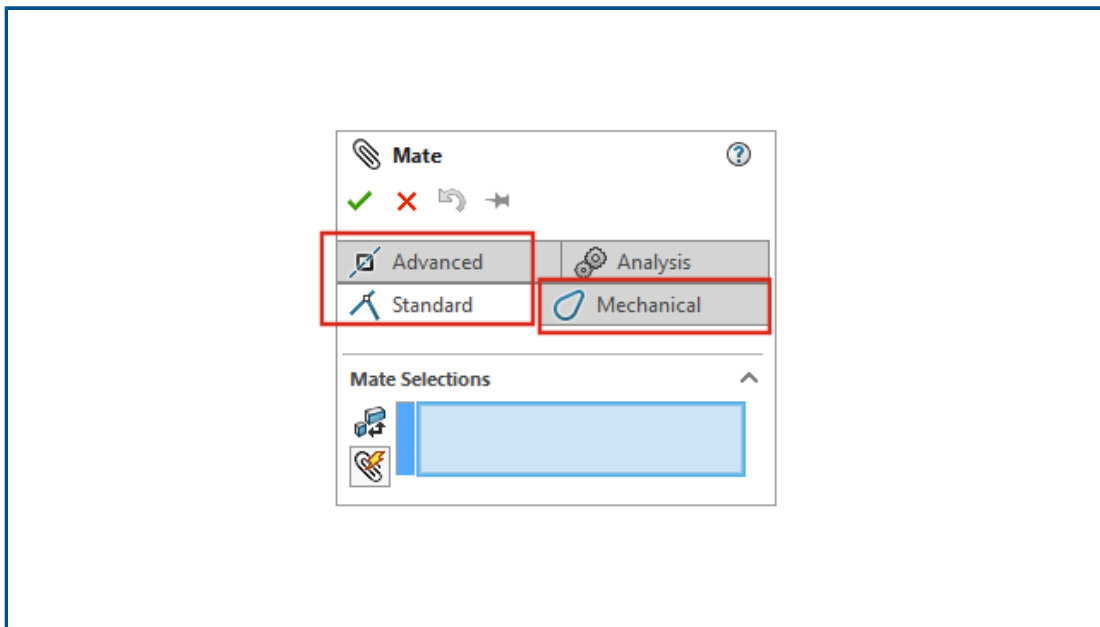 Mate
Advanced
Analysis
Standard
Mechanical
Mate Selections